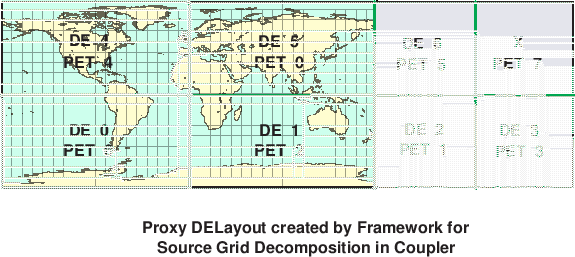 DE 4 DE 5 DE 6 X
PET 4 PET 0 PET 5 PET 7
DE 0 DE 1 DE 2 DE 3
PET PET 2 PET 1 PET 3
Proxy DELayout created by Framework for
Source Grid Decomposition in Coupler